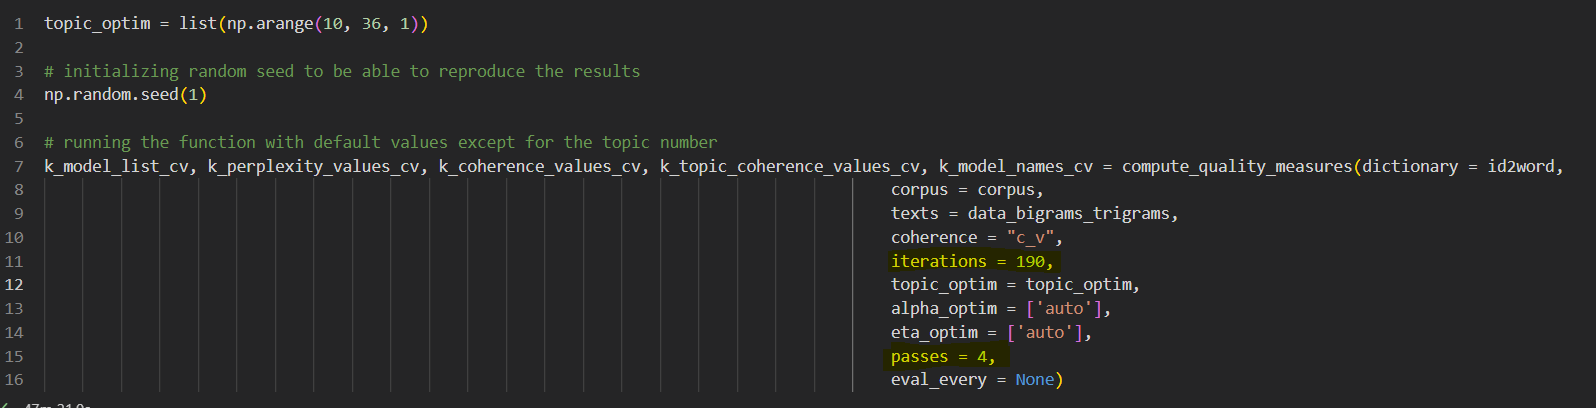 1 topic_optim = list(np.arange(10, 36, 1))
2
3 # initializing random seed to be able to reproduce the results
4 np.random.seed(1)
5
6 # running the function with default values except for the topic number
7 k_model_list_cv, k_perplexity_values_cv, k_coherence_values_cv, k_topic_coherence_values_cv, k_model_names_cv = compute_quality_measures(dictionary = id2word,
8 corpus = corpus,
9 texts = data_bigrams_trigrams,
10 coherence = "c_v",
11 iterations = 190,
12 topic_optim = topic_optim,
13 alpha_optim = ['auto'],
14 eta_optim = ['auto'],
15 passes = 4,
16 eval_every = None)